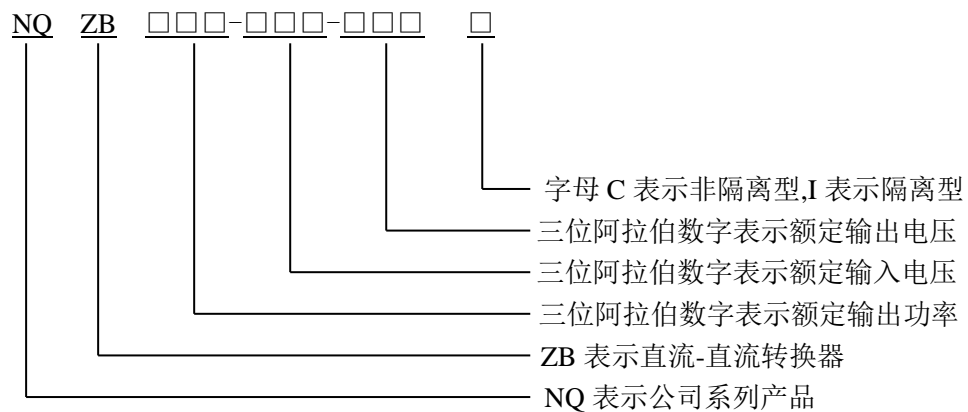 NQ ZB □□□-□□□-□□□ □
字母 C 表示非隔离型,I 表示隔离型
三位阿拉伯数字表示额定输出电压
三位阿拉伯数字表示额定输入电压
三位阿拉伯数字表示额定输出功率
ZB 表示直流-直流转换器
NQ 表示公司系列产品